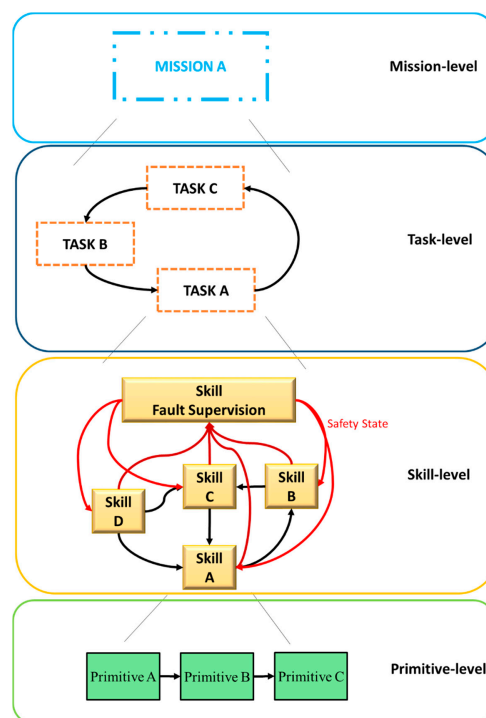 MISSION A
Mission-level
TASK C
TASK B
TASK A
Task-level
Skill
Fault Supervision
Safety State
Skill
C
Skill
B
Skill
D
Skill
A
Skill-level
Primitive A
Primitive B
Primitive C
Primitive-level